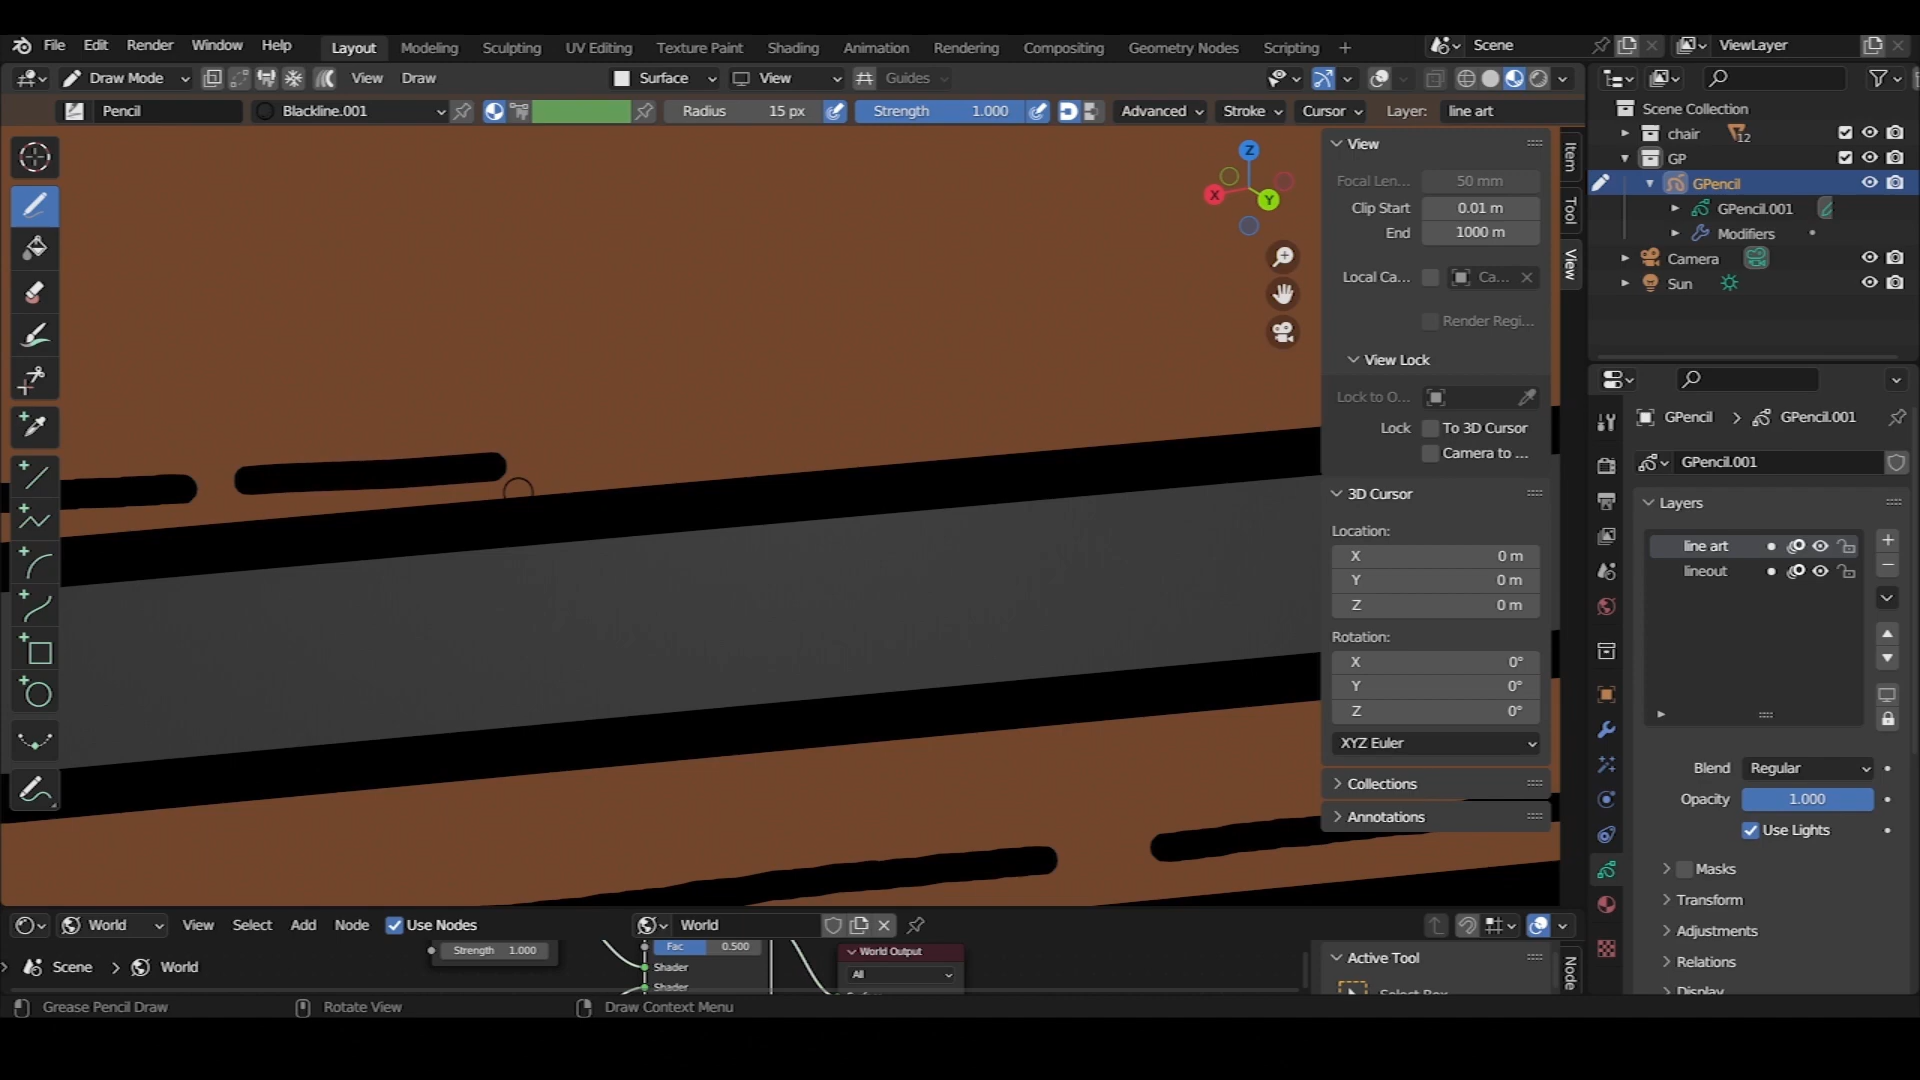 File Edit Render Window Help Layout Modeling Sculpting UV Editing Texture Paint Shading Animation Rendering Compositing Geometry Nodes Scripting + Scene ViewLayer
Draw Mode View Draw Surface View Guides
Pencil Blackline.001 Radius 15 px Strength 1.000 Advanced Stroke Cursor Layer: line art
Scene Collection
chair 12
GP
GPencil
GPencil.001
Modifiers
Camera
Sun
Z
X
Y
View
Focal Len... 50 mm
Clip Start 0.01 m
End 1000 m
Local Ca... Ca...
Render Regi...
View Lock
Lock to O...
Lock To 3D Cursor
Camera to ...
3D Cursor
Location:
X 0 m
Y 0 m
Z 0 m
Rotation:
X 0°
Y 0°
Z 0°
XYZ Euler
Collections
Annotations
Item
Tool
View
GPencil GPencil.001
GPencil.001
Layers
line art
lineout
Blend Regular
Opacity 1.000
Use Lights
Masks
Transform
Adjustments
Relations
Display
World View Select Add Node Use Nodes World
Strength 1.000
Fac 0.500
Shader
Shader
World Output
All
Scene World
Active Tool
Select Box
Node
Grease Pencil Draw Rotate View Draw Context Menu